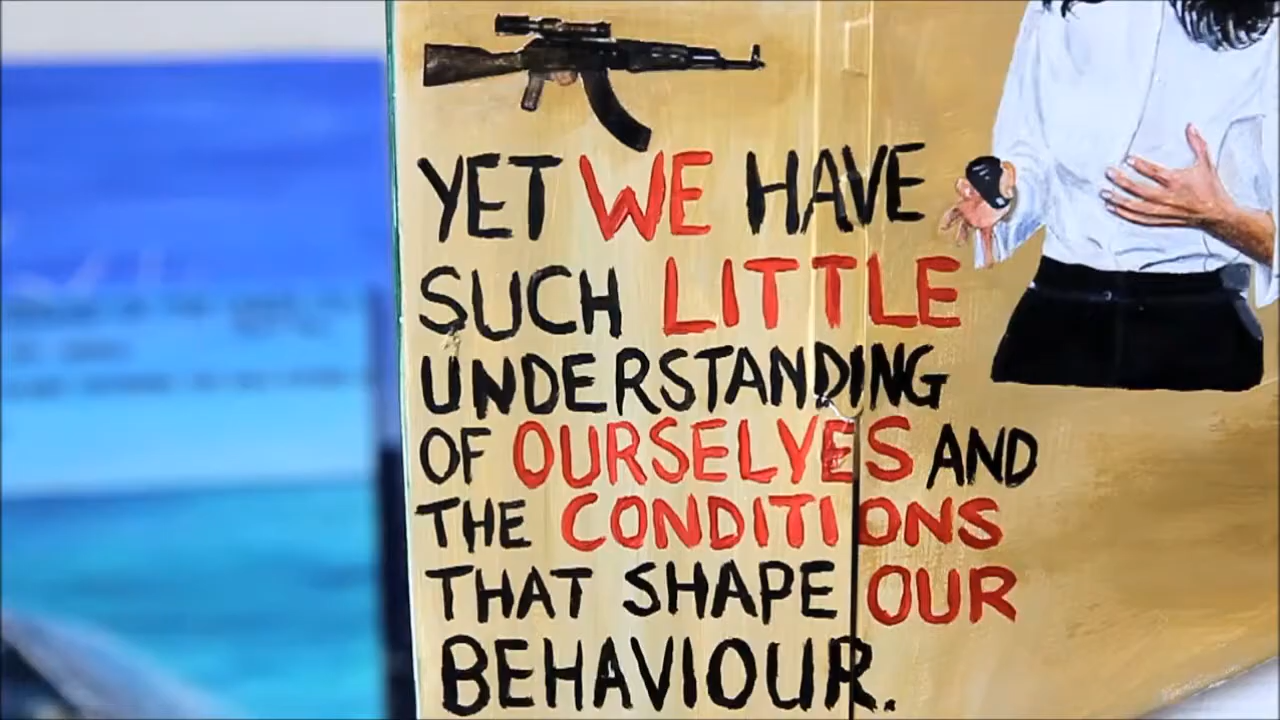 YET WE HAVE
SUCH LITTLE
UNDERSTANDING
OF OURSELVES AND
THE CONDITIONS
THAT SHAPE OUR
BEHAVIOUR.